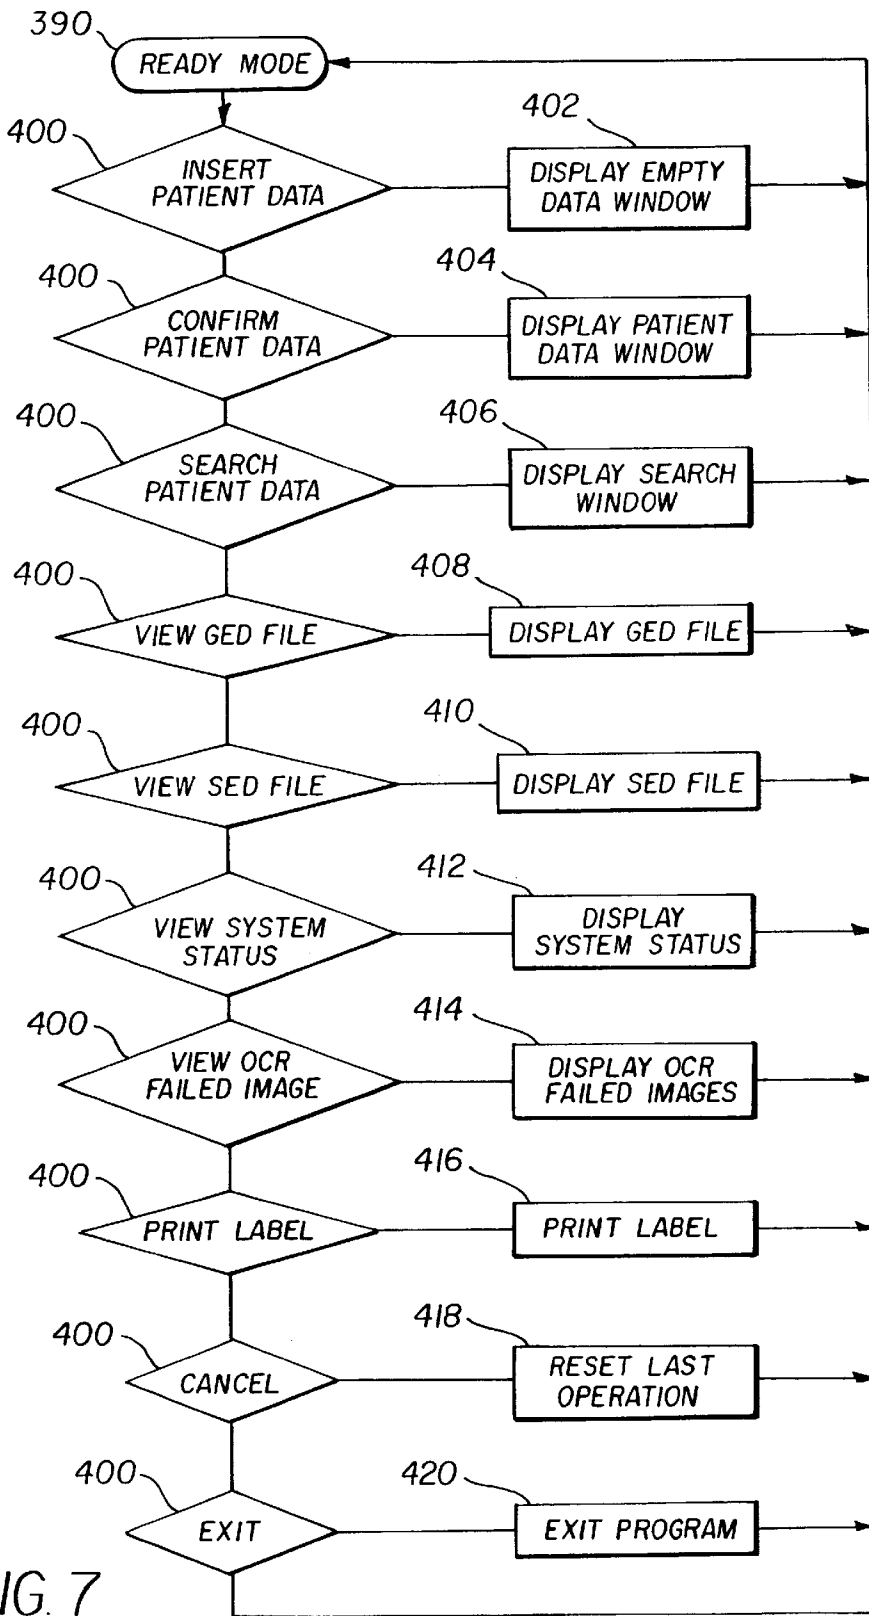 390
READY MODE
400
INSERT
PATIENT DATA
402
DISPLAY EMPTY
DATA WINDOW
400
CONFIRM
PATIENT DATA
404
DISPLAY PATIENT
DATA WINDOW
400
SEARCH
PATIENT DATA
406
DISPLAY SEARCH
WINDOW
400
VIEW GED FILE
408
DISPLAY GED FILE
400
VIEW SED FILE
410
DISPLAY SED FILE
400
VIEW SYSTEM
STATUS
412
DISPLAY
SYSTEM STATUS
400
VIEW OCR
FAILED IMAGE
414
DISPLAY OCR
FAILED IMAGES
400
PRINT LABEL
416
PRINT LABEL
400
CANCEL
418
RESET LAST
OPERATION
400
EXIT
420
EXIT PROGRAM
IG. 7